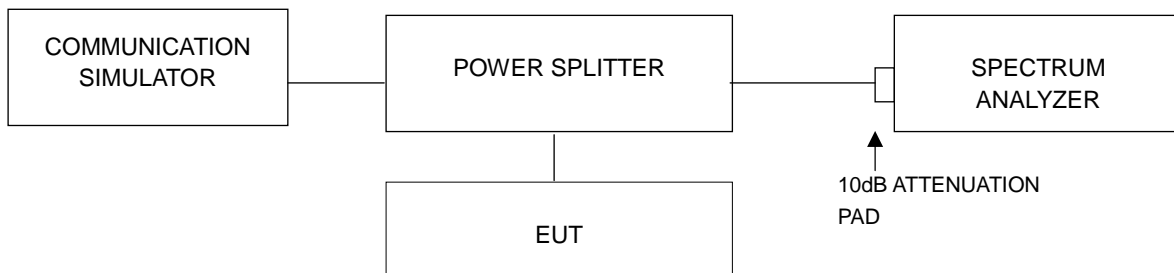 COMMUNICATION
SIMULATOR
POWER SPLITTER
SPECTRUM
ANALYZER
10dB ATTENUATION
PAD
EUT